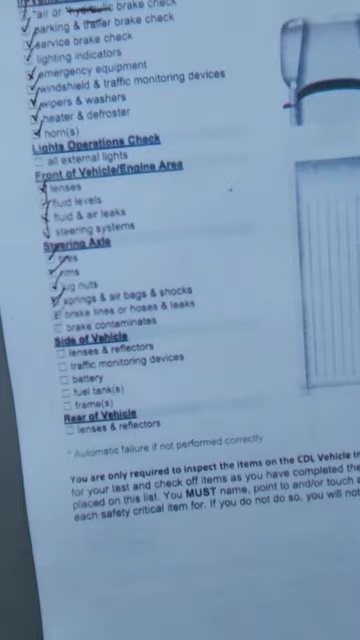 *air or hydraulic brake check
parking & trailer brake check
service brake check
lighting indicators
emergency equipment
windshield & traffic monitoring devices
wipers & washers
heater & defroster
horn(s)
Lights Operations Check
all external lights
Front of Vehicle/Engine Area
lenses
fluid levels
fluid & air leaks
steering systems
Steering Axle
tires
rims
lug nuts
springs & air bags & shocks
brake lines or hoses & leaks
brake contaminates
Side of Vehicle
lenses & reflectors
traffic monitoring devices
battery
fuel tank(s)
frame(s)
Rear of Vehicle
lenses & reflectors
* Automatic failure if not performed correctly
You are only required to inspect the items on the CDL Vehicle
for your test and check off items as you have completed the
placed on this list. You MUST name, point to and/or touch
each safety critical item for. If you do not do so, you will not